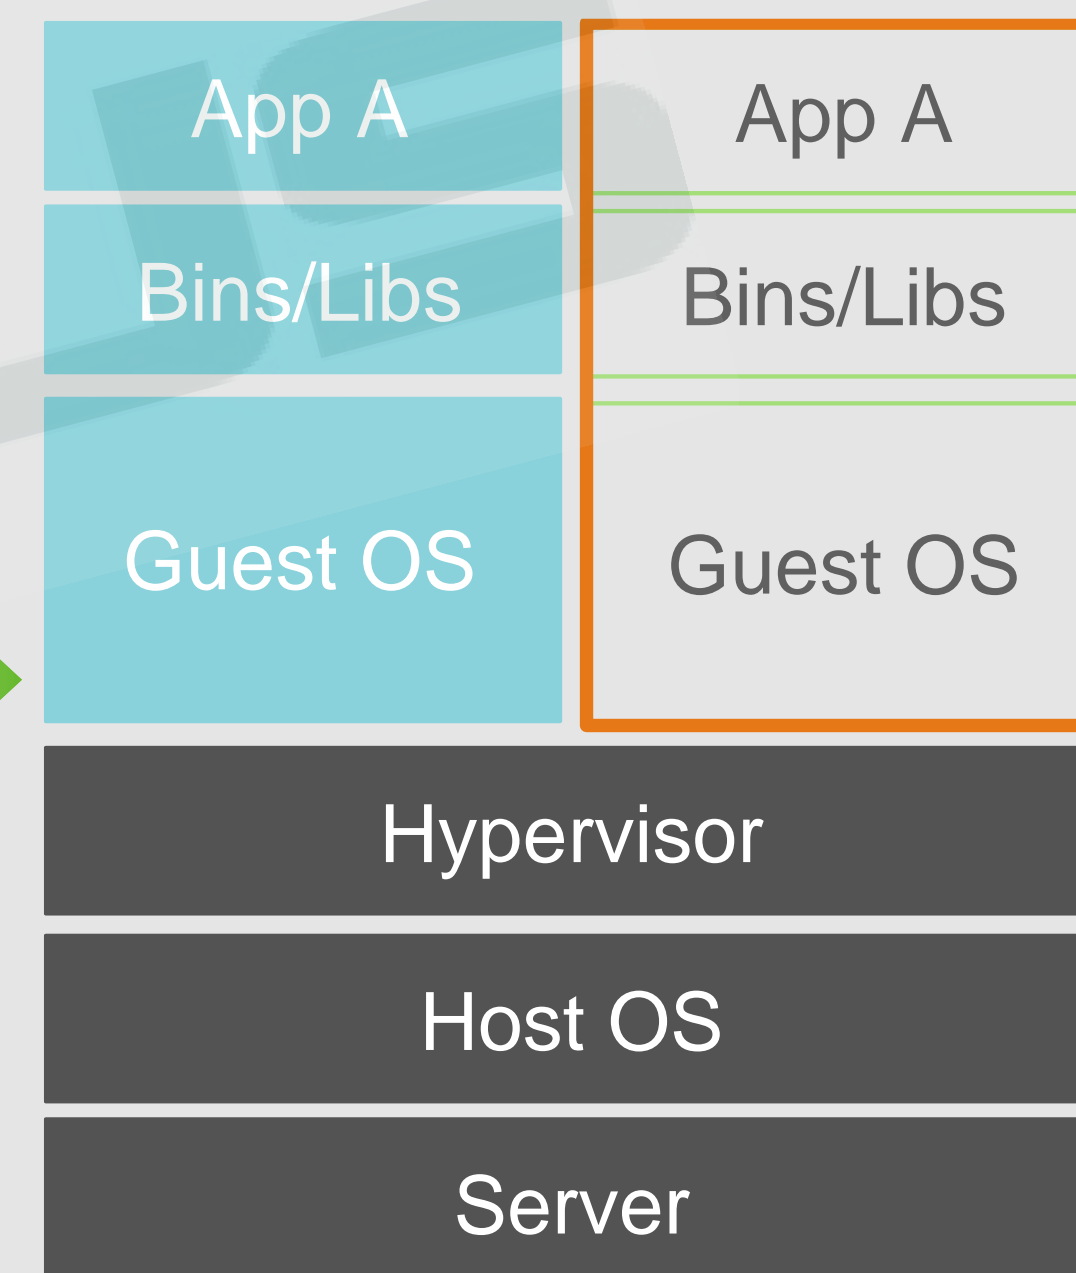 App A
App A
Bins/Libs
Bins/Libs
Guest OS
Guest OS
Hypervisor
Host OS
Server